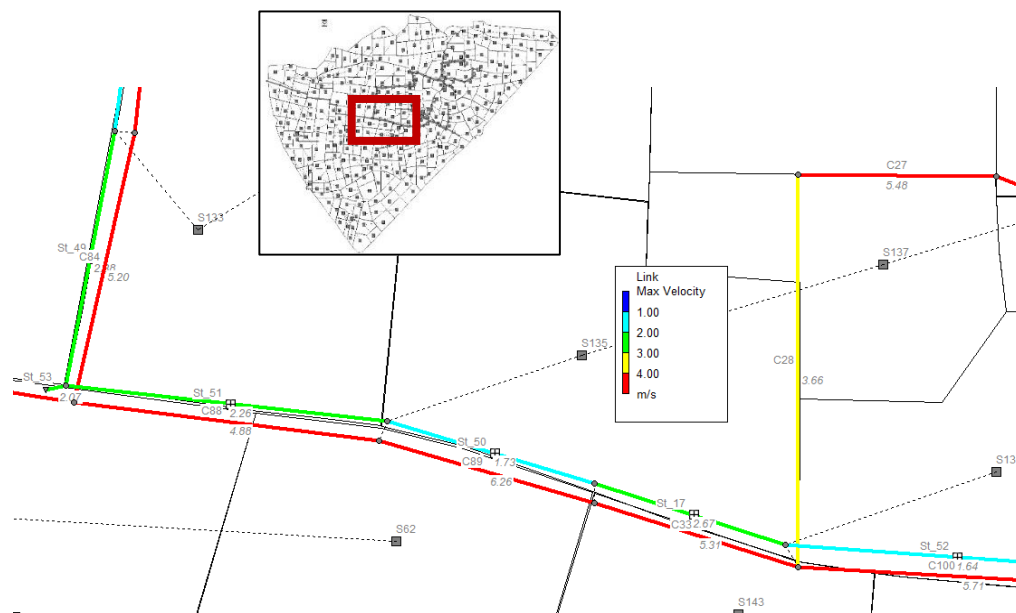 C27
5.48
S133
St_49
C84
5.20
S137
Link
Max Velocity
1.00
2.00
3.00
4.00
m/s
S135
C28
3.66
St_53
2.07
St_51
C88
2.26
4.88
St_50
C89
1.73
6.26
S13
St_17
C33
2.67
5.31
S62
St_52
C100
1.64
5.71
S143